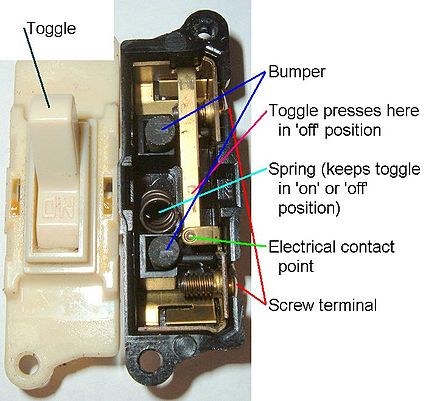 Toggle
Bumper
Toggle presses here
in 'off' position
Spring (keeps toggle
in 'on' or 'off'
position)
Electrical contact
point
Screw terminal
NO